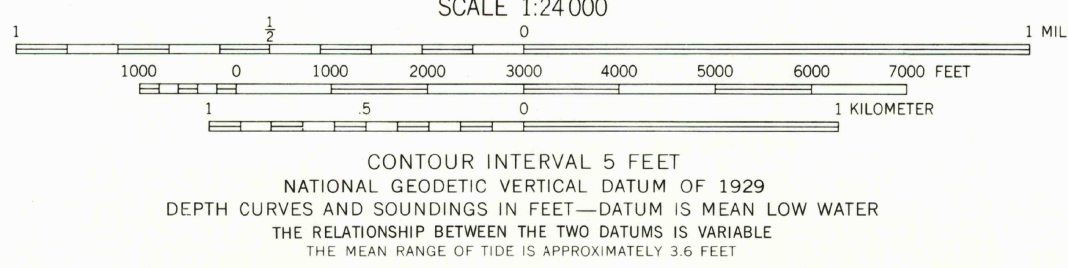 SCALE 1:24 000
1 ½ 0 1 MIL
1000 0 1000 2000 3000 4000 5000 6000 7000 FEET
1 .5 0 1 KILOMETER
CONTOUR INTERVAL 5 FEET
NATIONAL GEODETIC VERTICAL DATUM OF 1929
DEPTH CURVES AND SOUNDINGS IN FEET—DATUM IS MEAN LOW WATER
THE RELATIONSHIP BETWEEN THE TWO DATUMS IS VARIABLE
THE MEAN RANGE OF TIDE IS APPROXIMATELY 3.6 FEET